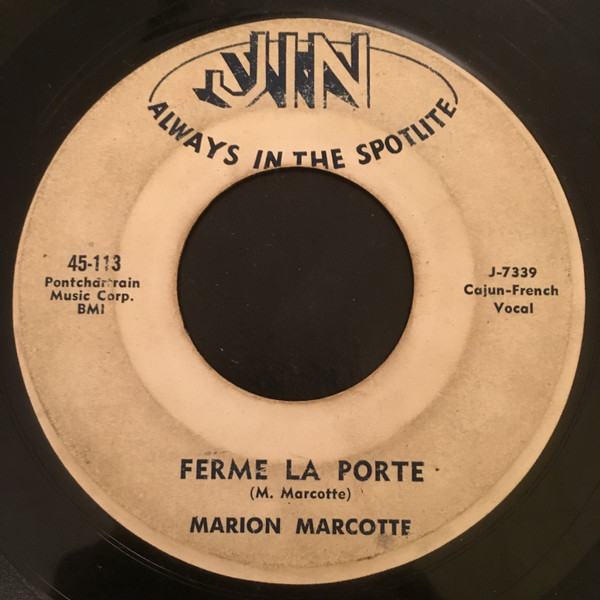 JIN
ALWAYS IN THE SPOTLITE
45-113
Pontchartrain
Music Corp.
BMI
J-7339
Cajun-French
Vocal
FERME LA PORTE
(M. Marcotte)
MARION MARCOTTE